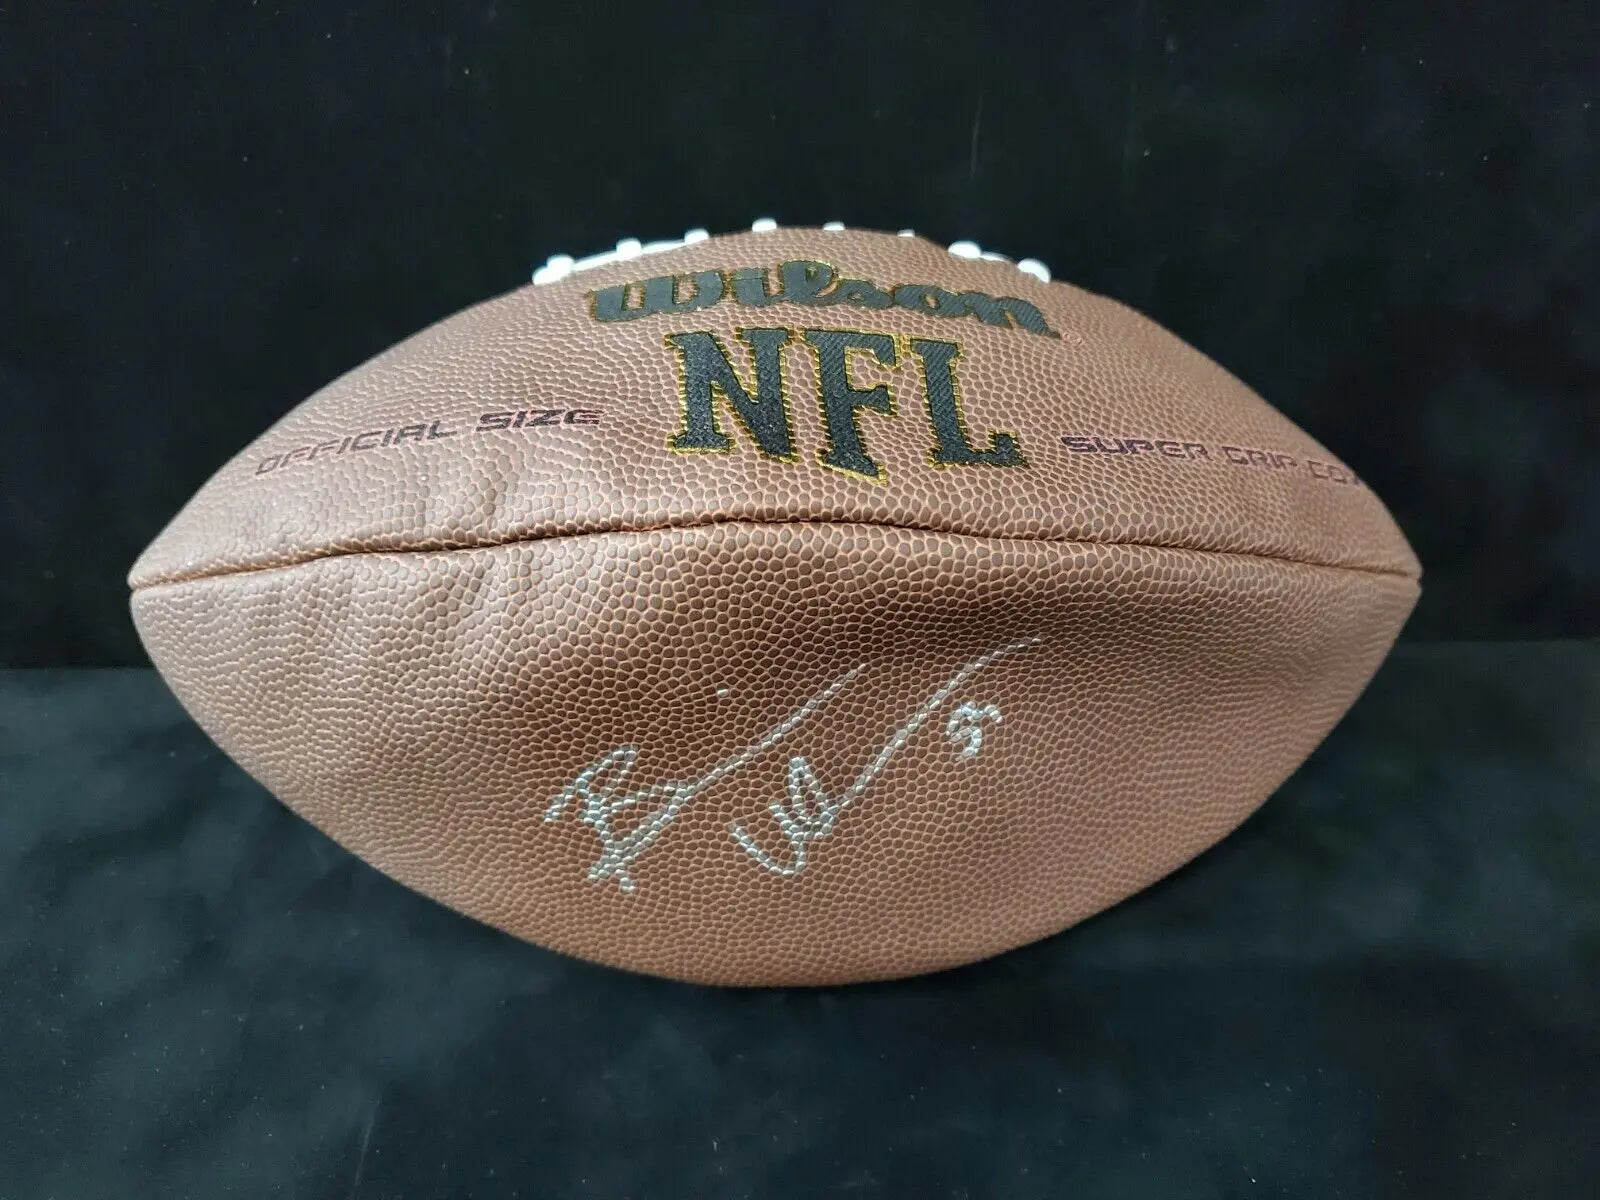 Wilson®
NFL
OFFICIAL SIZE
SUPER GRIP